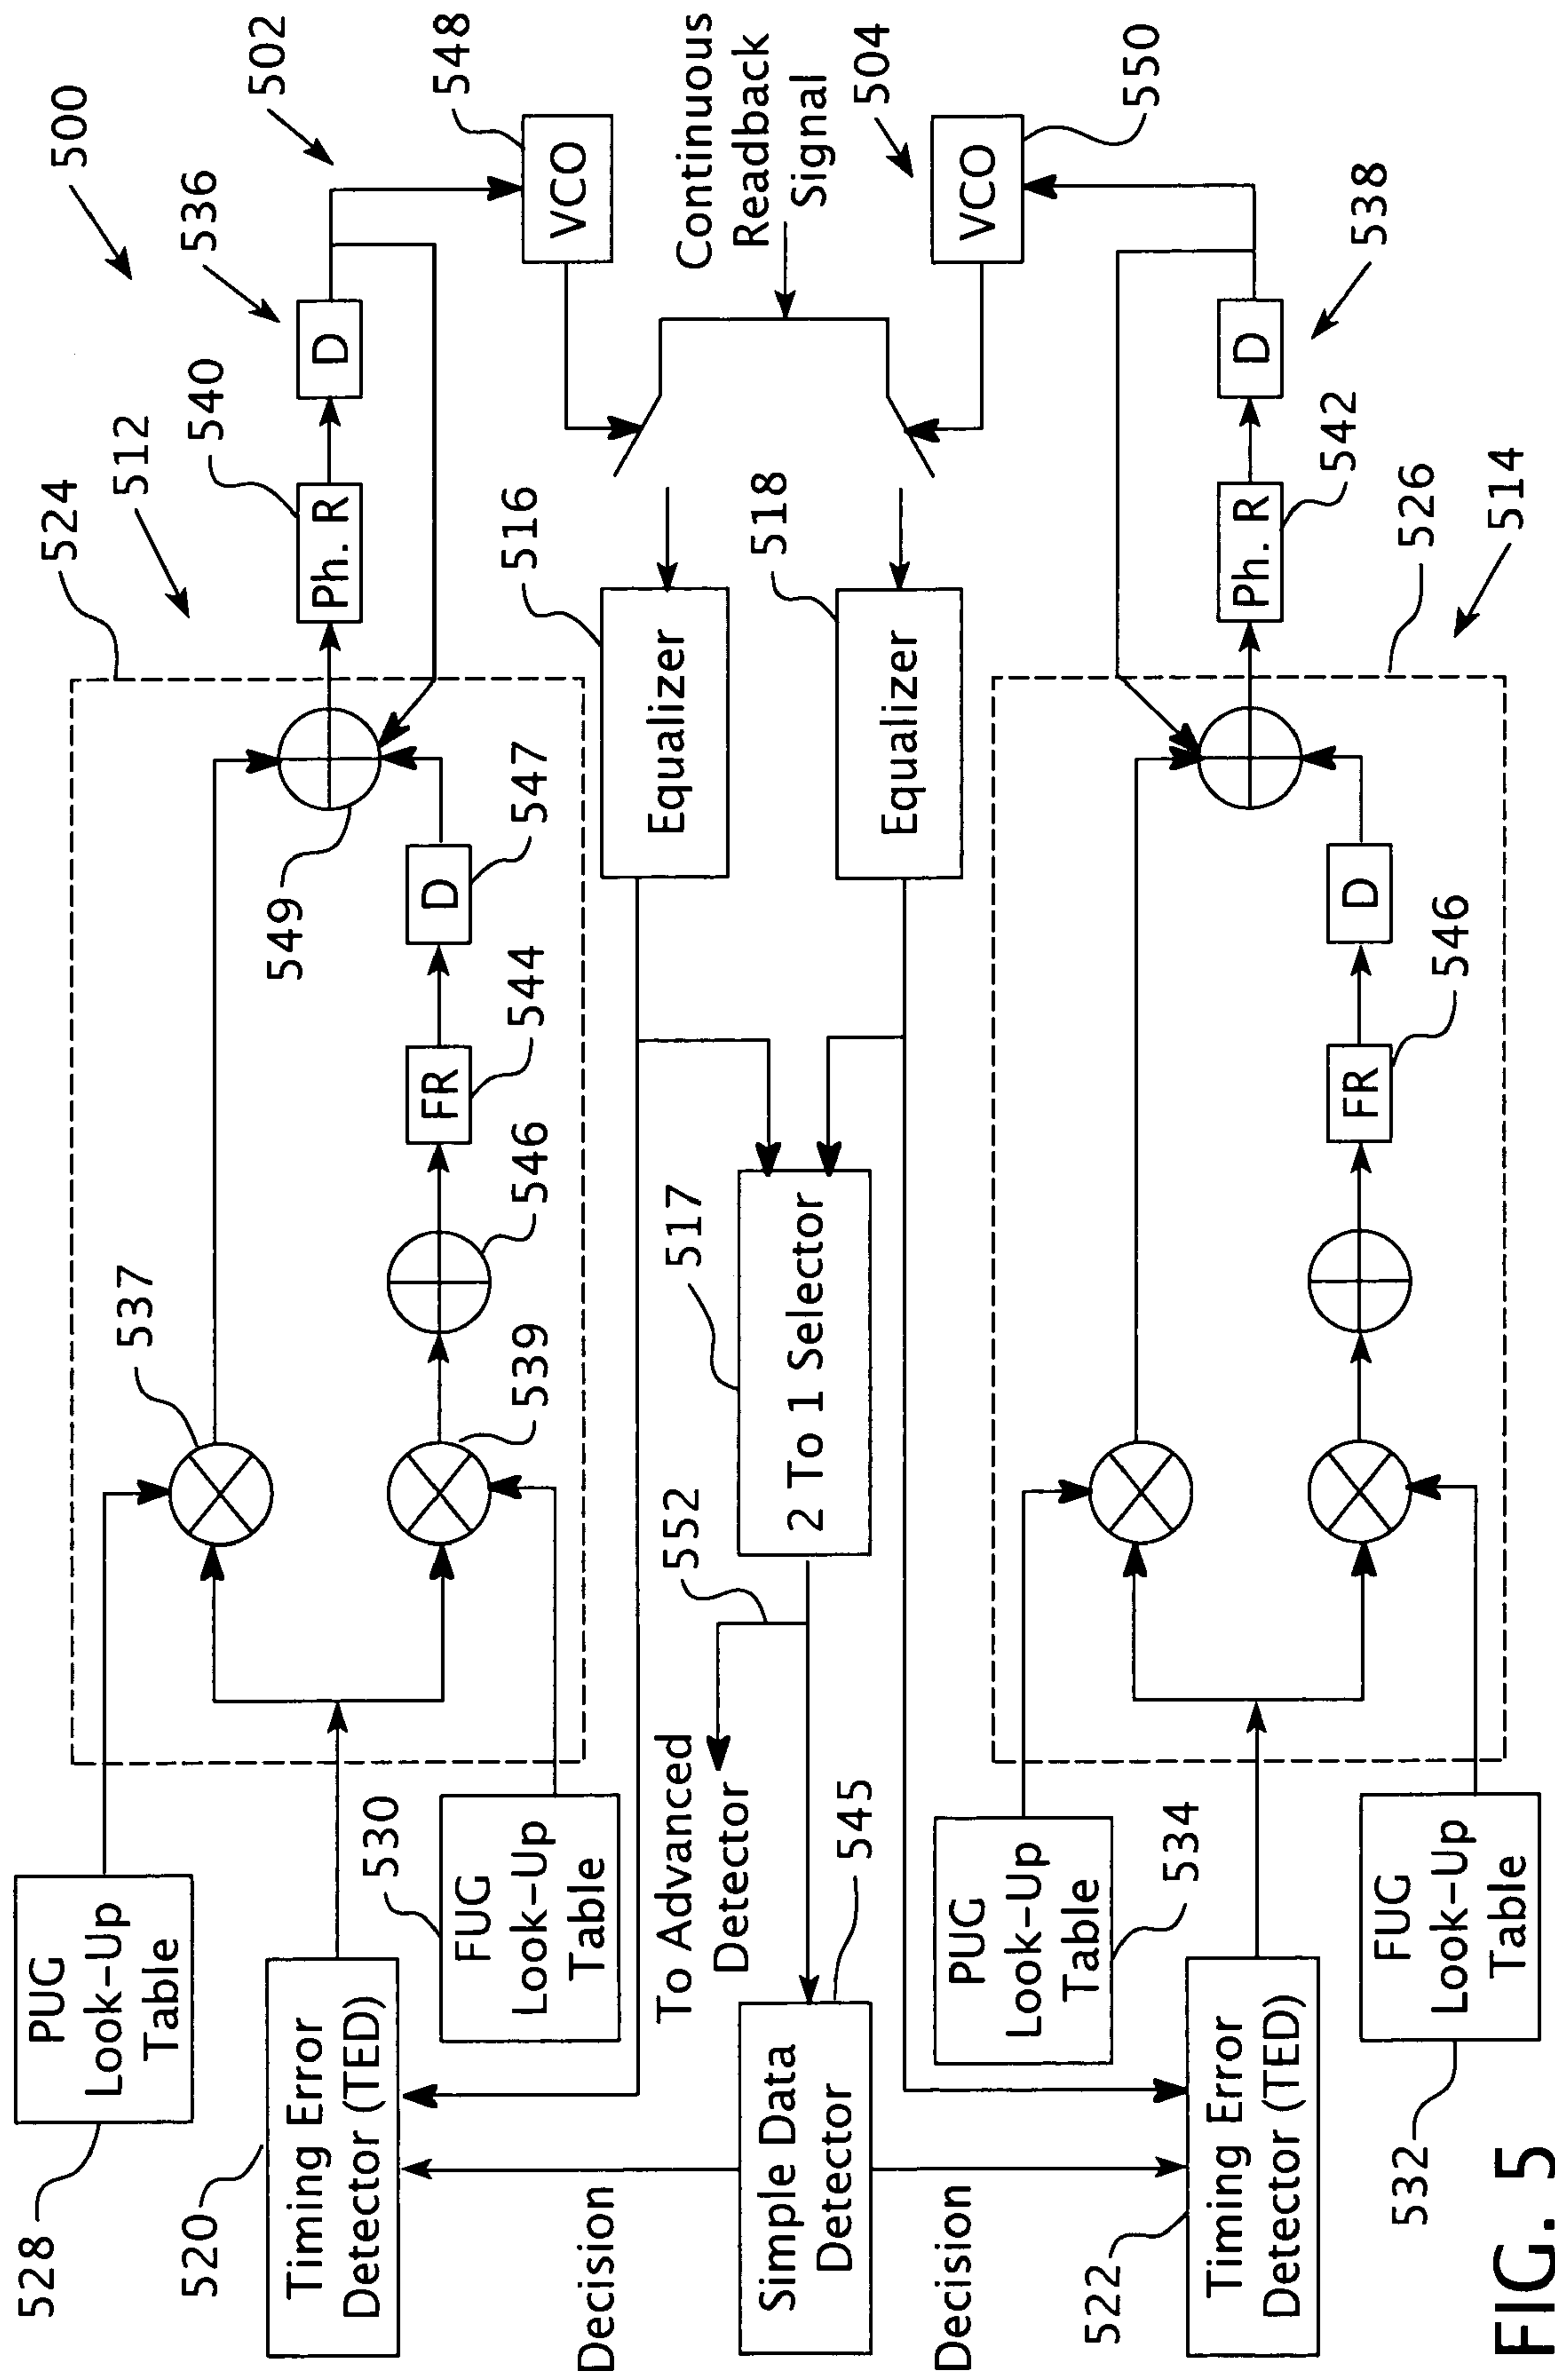 500
502
536
548
Continuous
Readback
Signal
504
550
538
VCO
VCO
D
D
540
512
524
Ph. R
Ph. R
542
516
518
526
514
Equalizer
Equalizer
549
547
D
D
544
FR
FR
546
546
537
539
517
2 To 1 Selector
552
PUG
Look-Up
Table
528
530
FUG
Look-Up
Table
To Advanced
Detector
545
PUG
Look-Up
Table
534
FUG
Look-Up
Table
532
520
Timing Error
Detector (TED)
Decision
Simple Data
Detector
Decision
522
Timing Error
Detector (TED)
FIG. 5